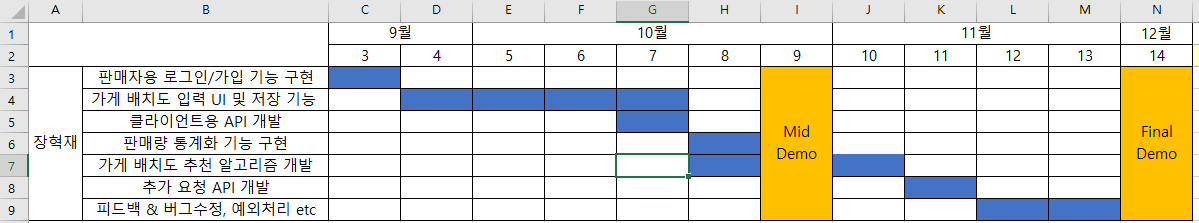 A B C D E F G H I J K L M N
1 9월 10월 11월 12월
2 3 4 5 6 7 8 9 10 11 12 13 14
3 판매자용 로그인/가입 기능 구현
4 가게 배치도 입력 UI 및 저장 기능
5 클라이언트용 API 개발
6 장혁재 판매량 통계화 기능 구현 Mid Final
7 가게 배치도 추천 알고리즘 개발 Demo Demo
8 추가 요청 API 개발
9 피드백 & 버그수정, 예외처리 etc